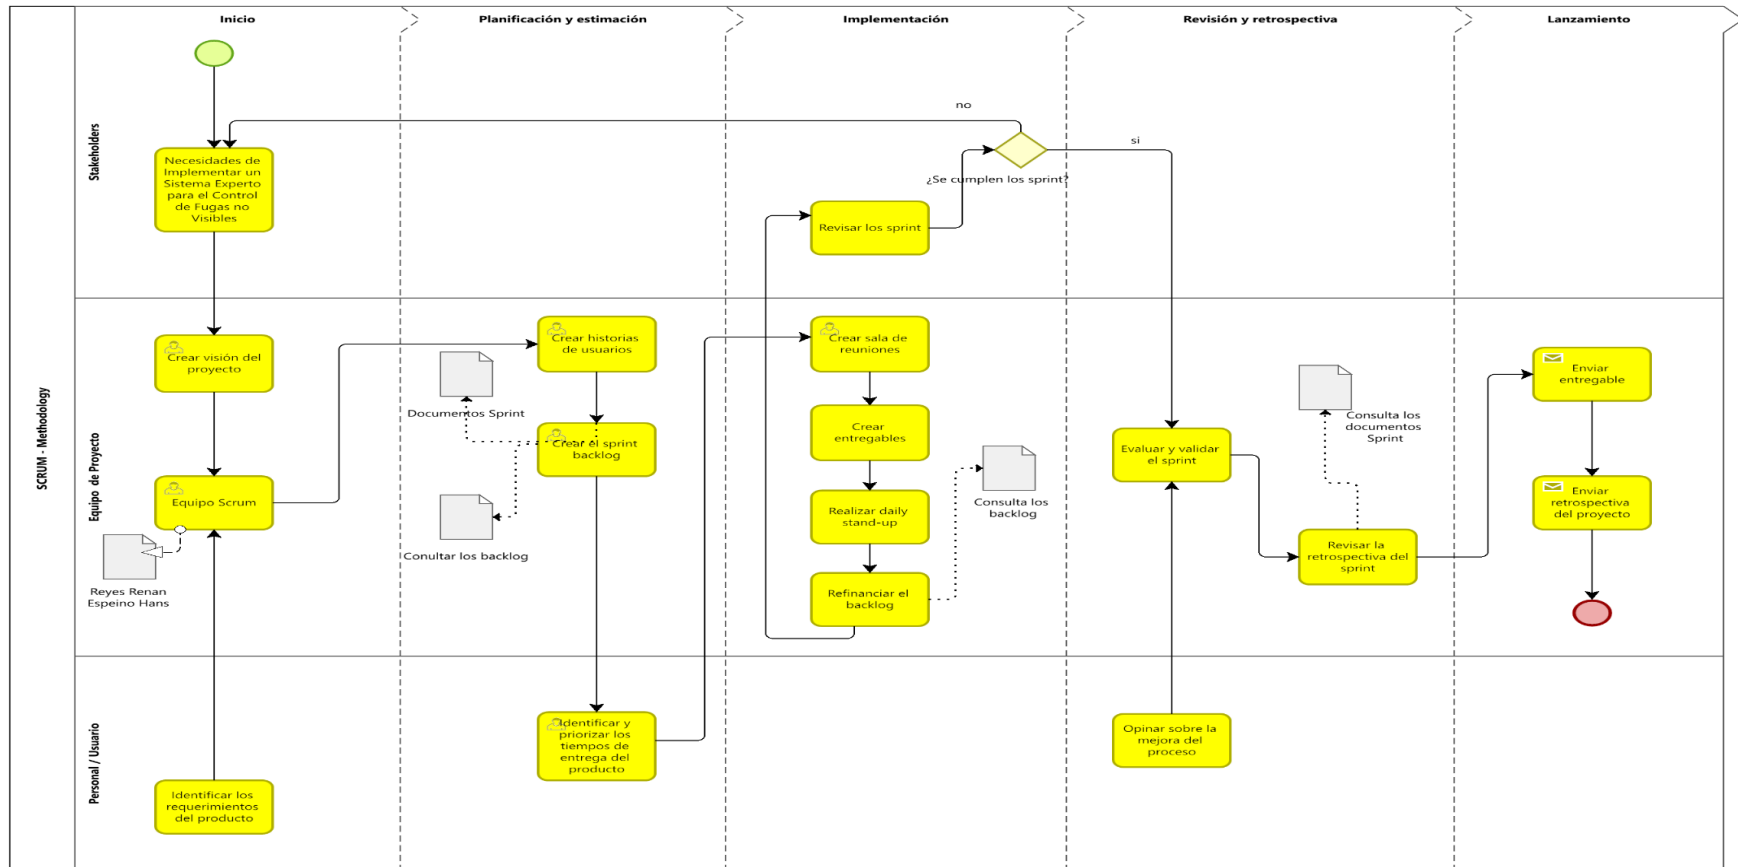 Inicio
Planificación y estimación
Implementación
Revisión y retrospectiva
Lanzamiento
SCRUM - Methodology
Stakeholders
no
si
Necesidades de
Implementar un
Sistema Experto
para el Control
de Fugas no
Visibles
¿Se cumplen los sprint?
Revisar los sprint
Equipo de Proyecto
Crear visión del
proyecto
Crear historias
de usuarios
Crear sala de
reuniones
Enviar
entregable
Documentos Sprint
Consulta los
documentos
Sprint
Crear el sprint
backlog
Crear
entregables
Evaluar y validar
el sprint
Equipo Scrum
Consulta los
backlog
Realizar daily
stand-up
Enviar
retrospectiva
del proyecto
Conultar los backlog
Revisar la
retrospectiva del
sprint
Reyes Renan
Espeino Hans
Refinanciar el
backlog
Personal / Usuario
Identificar y
priorizar los
tiempos de
entrega del
producto
Opinar sobre la
mejora del
proceso
Identificar los
requerimientos
del producto